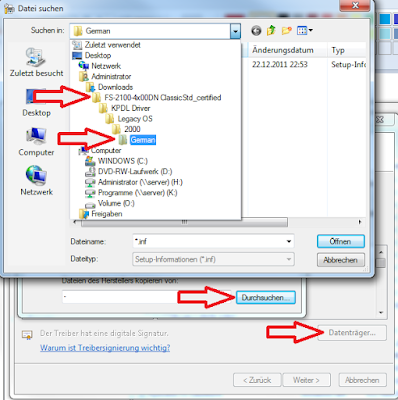 Datei suchen
Suchen in:
German
Zuletzt verwendet
Desktop
Netzwerk
Administrator
Downloads
FS-2100-4x00DN ClassicStd_certified
KPDL Driver
Legacy OS
2000
German
Computer
WINDOWS (C:)
DVD-RW-Laufwerk (D:)
Administrator (\\server) (H:)
Programme (\\server) (K:)
Volume (O:)
Freigaben
Zuletzt besucht
Desktop
Computer
Netzwerk
Änderungsdatum
Typ
22.12.2011 22:53
Setup-Info
Dateiname:
*.inf
Öffnen
Dateityp:
Setup-Informationen (*.inf)
Abbrechen
Dateien des Herstellers kopieren von:
-
Durchsuchen...
Der Treiber hat eine digitale Signatur.
Datenträger...
Warum ist Treibersignierung wichtig?
< Zurück
Weiter >
Abbrechen